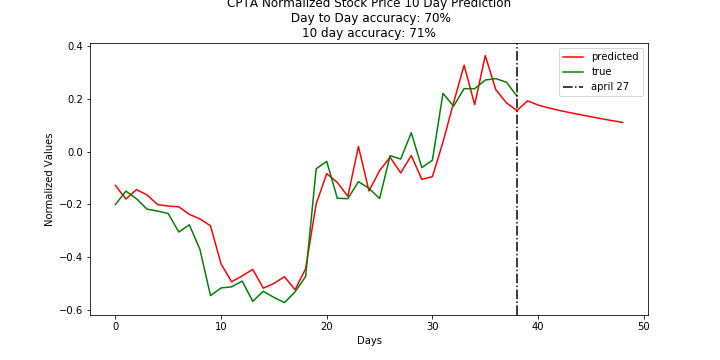 CPTA Normalized Stock Price 10 Day Prediction
Day to Day accuracy: 70%
10 day accuracy: 71%
predicted
true
april 27
Normalized Values
0.4
0.2
0.0
−0.2
−0.4
−0.6
0
10
20
30
40
50
Days